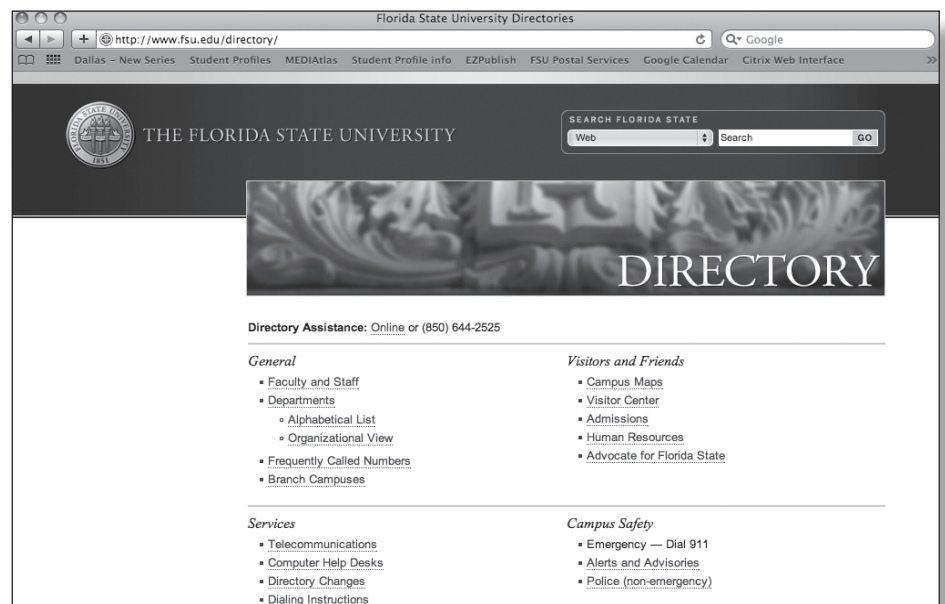 Florida State University Directories
http://www.fsu.edu/directory/
Google
Dallas – New Series Student Profiles MEDIAtlas Student Profile info EZPublish FSU Postal Services Google Calendar Citrix Web Interface »
FLORIDA STATE UNIVERSITY
1851
THE FLORIDA STATE UNIVERSITY
SEARCH FLORIDA STATE
Web Search GO
DIRECTORY
Directory Assistance: Online or (850) 644-2525
General
Faculty and Staff
Departments
Alphabetical List
Organizational View
Frequently Called Numbers
Branch Campuses
Visitors and Friends
Campus Maps
Visitor Center
Admissions
Human Resources
Advocate for Florida State
Services
Telecommunications
Computer Help Desks
Directory Changes
Dialing Instructions
Campus Safety
Emergency — Dial 911
Alerts and Advisories
Police (non-emergency)